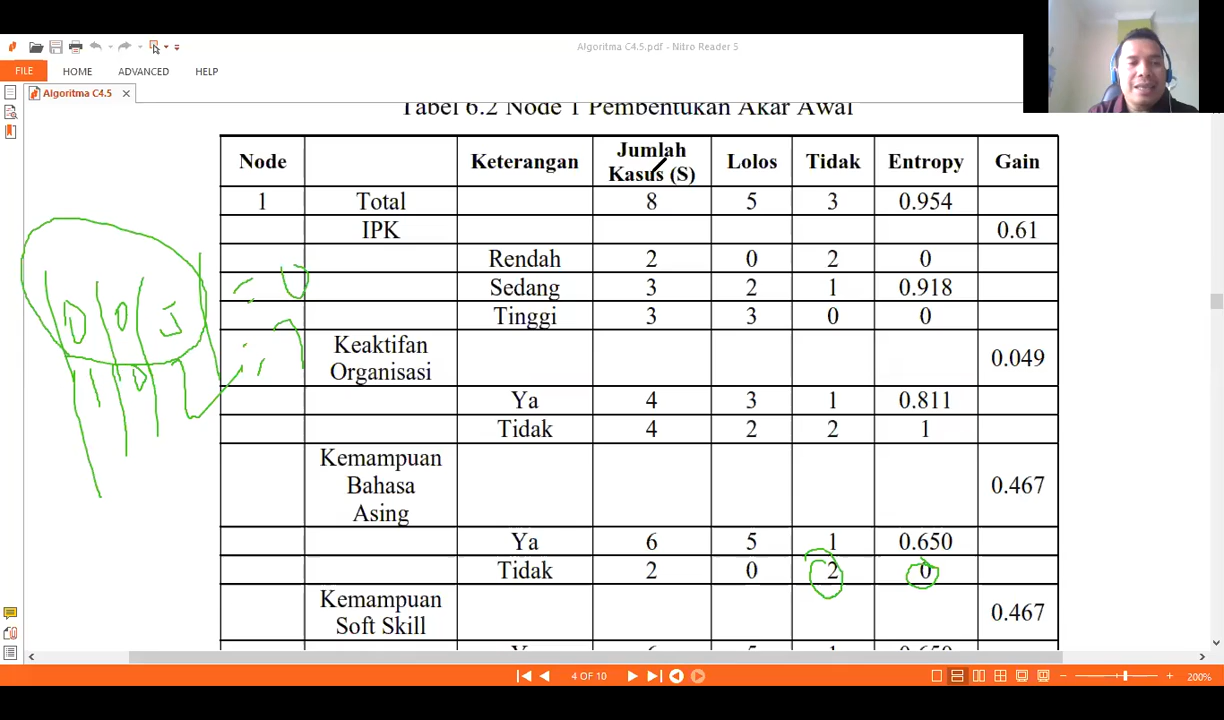 Algoritma C4.5.pdf - Nitro Reader 5
FILE HOME ADVANCED HELP
Algoritma C4.5
Tabel 6.2 Node 1 Pembentukan Akar Awal
Node Keterangan Jumlah Kasus (S) Lolos Tidak Entropy Gain
1 Total 8 5 3 0.954
IPK 0.61
Rendah 2 0 2 0
Sedang 3 2 1 0.918
Tinggi 3 3 0 0
Keaktifan
Organisasi 0.049
Ya 4 3 1 0.811
Tidak 4 2 2 1
Kemampuan
Bahasa
Asing 0.467
Ya 6 5 1 0.650
Tidak 2 0 2 0
Kemampuan
Soft Skill 0.467
4 OF 10
200%